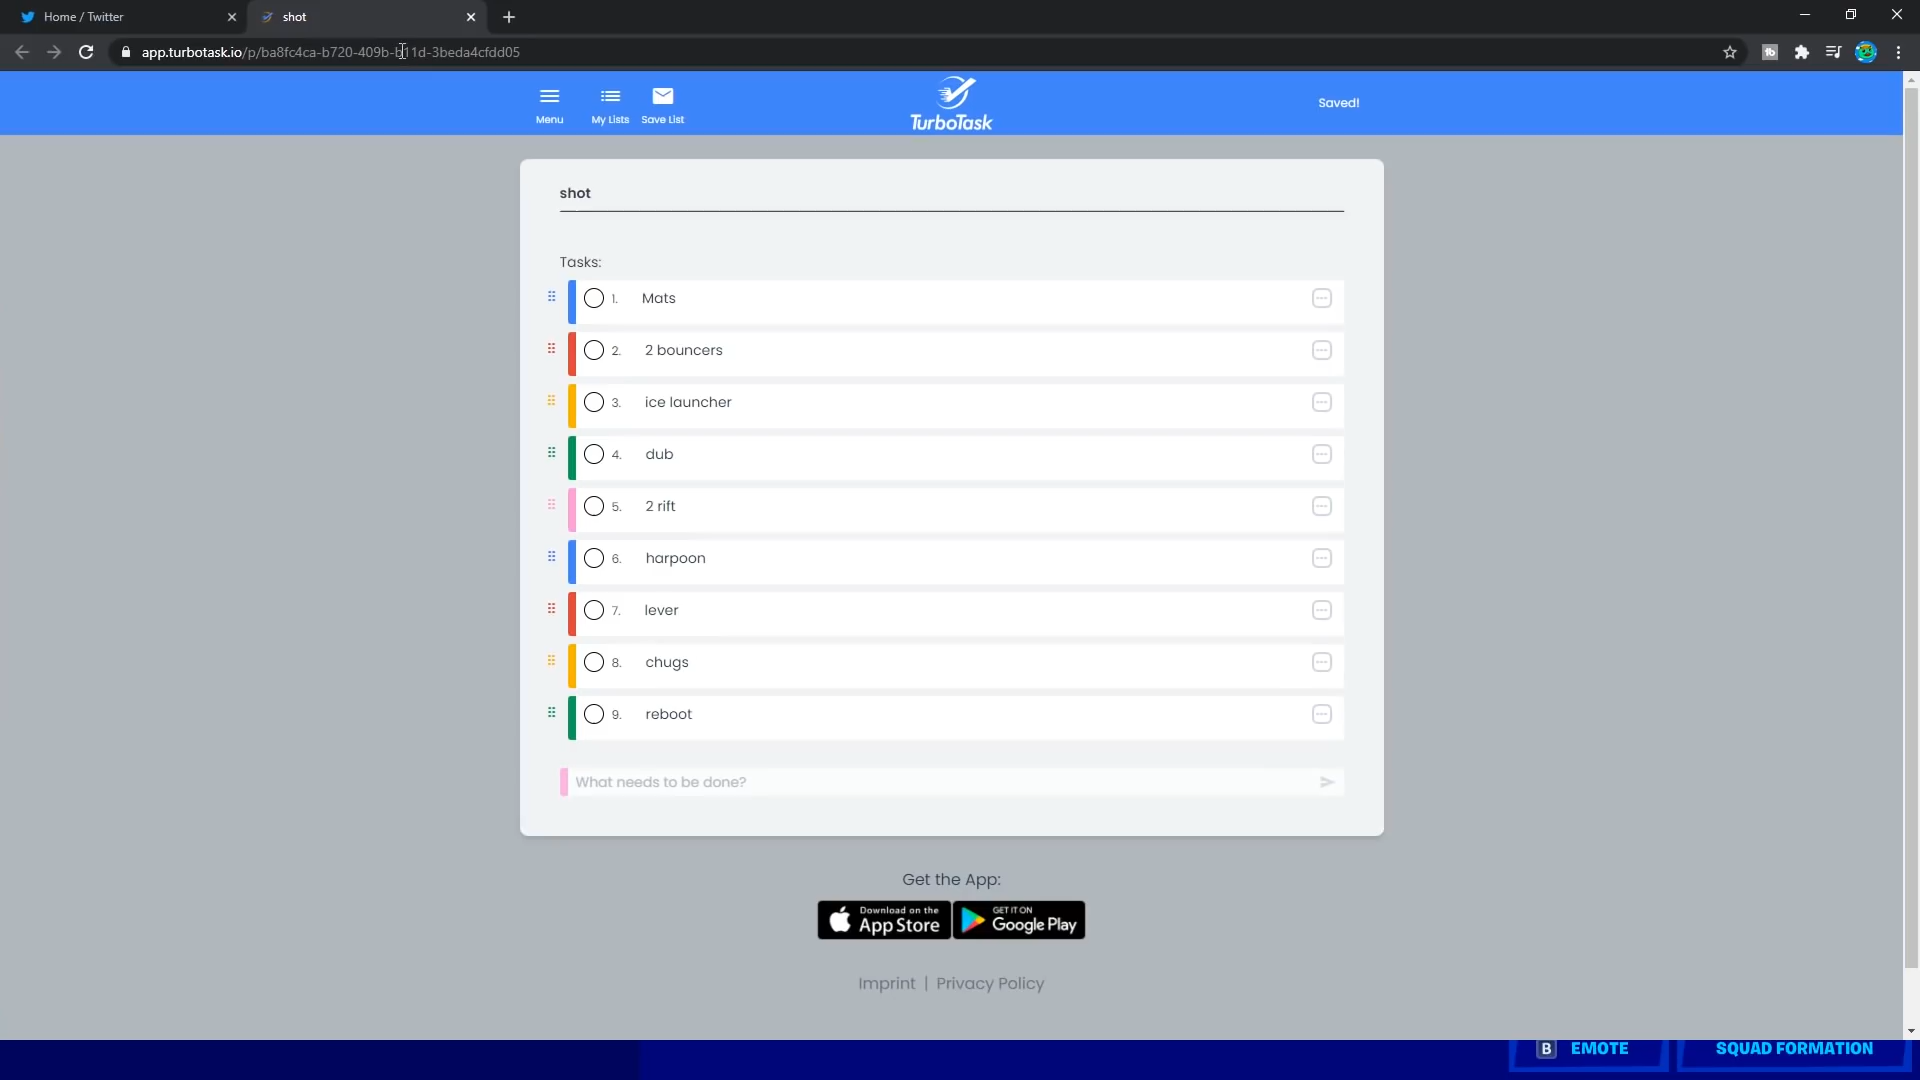 Home / Twitter
shot
app.turbotask.io/p/ba8fc4ca-b720-409b-b11d-3beda4cfdd05
Menu
My Lists
Save List
TurboTask
Saved!
shot
Tasks:
1. Mats
2. 2 bouncers
3. ice launcher
4. dub
5. 2 rift
6. harpoon
7. lever
8. chugs
9. reboot
What needs to be done?
Get the App:
Download on the
App Store
GET IT ON
Google Play
Imprint | Privacy Policy
B EMOTE
SQUAD FORMATION